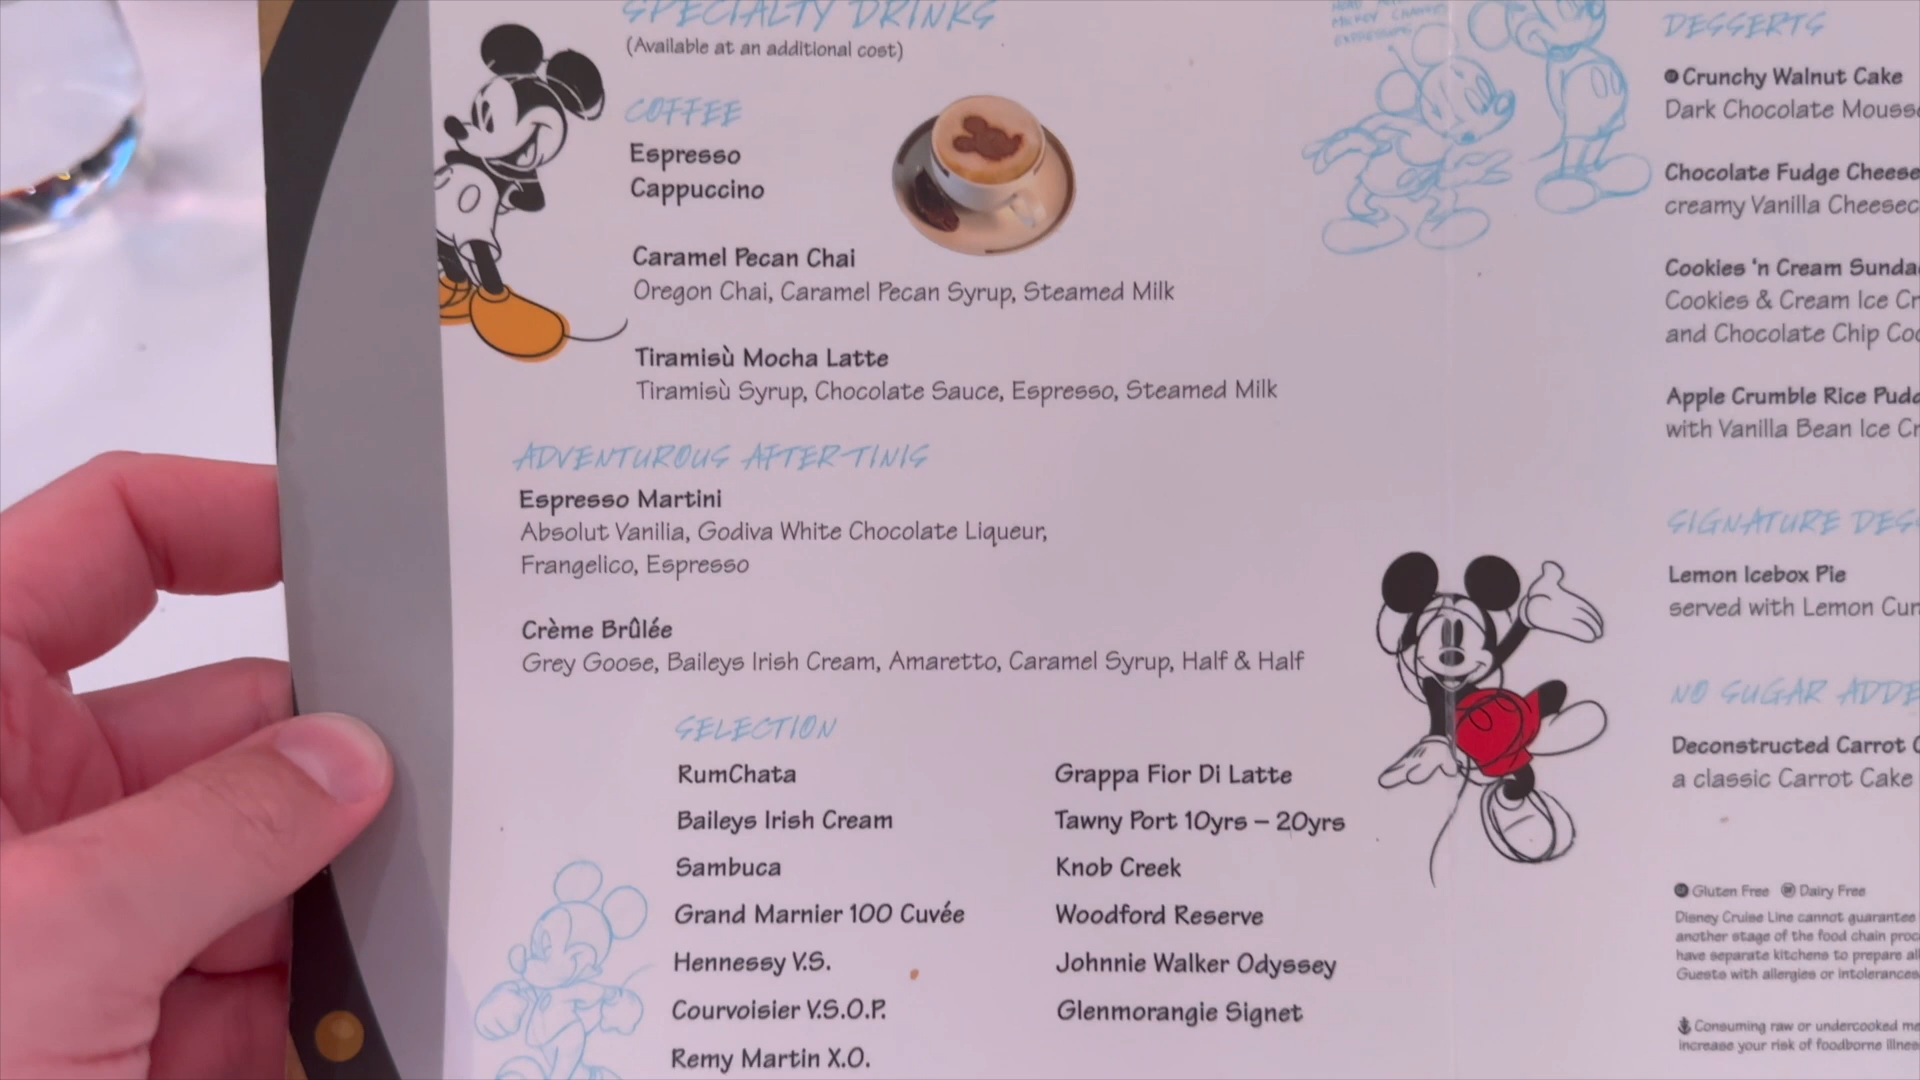 SPECIALTY DRINKS
(Available at an additional cost)
COFFEE
Espresso
Cappuccino
Caramel Pecan Chai
Oregon Chai, Caramel Pecan Syrup, Steamed Milk
Tiramisù Mocha Latte
Tiramisù Syrup, Chocolate Sauce, Espresso, Steamed Milk
ADVENTUROUS AFTER-TINIS
Espresso Martini
Absolut Vanilia, Godiva White Chocolate Liqueur,
Frangelico, Espresso
Crème Brûlée
Grey Goose, Baileys Irish Cream, Amaretto, Caramel Syrup, Half & Half
SELECTION
RumChata
Baileys Irish Cream
Sambuca
Grand Marnier 100 Cuvée
Hennessy V.S.
Courvoisier V.S.O.P.
Remy Martin X.O.
Grappa Fior Di Latte
Tawny Port 10yrs – 20yrs
Knob Creek
Woodford Reserve
Johnnie Walker Odyssey
Glenmorangie Signet
MICKEY
DESSERTS
Crunchy Walnut Cake
Dark Chocolate
Chocolate Fudge
creamy Vanilla
Cookies 'n Cream
Cookies & Cream Ice
and Chocolate Chip
Apple Crumble Rice
with Vanilla Bean Ice
SIGNATURE
Lemon Icebox Pie
served with Lemon
NO SUGAR
Deconstructed Carrot
a classic Carrot Cake
Gluten Free Dairy Free
Disney Cruise Line cannot guarantee
another stage of the food chain
have separate kitchens to prepare
Guests with allergies or intolerances
Consuming raw or undercooked
increase your risk of foodborne